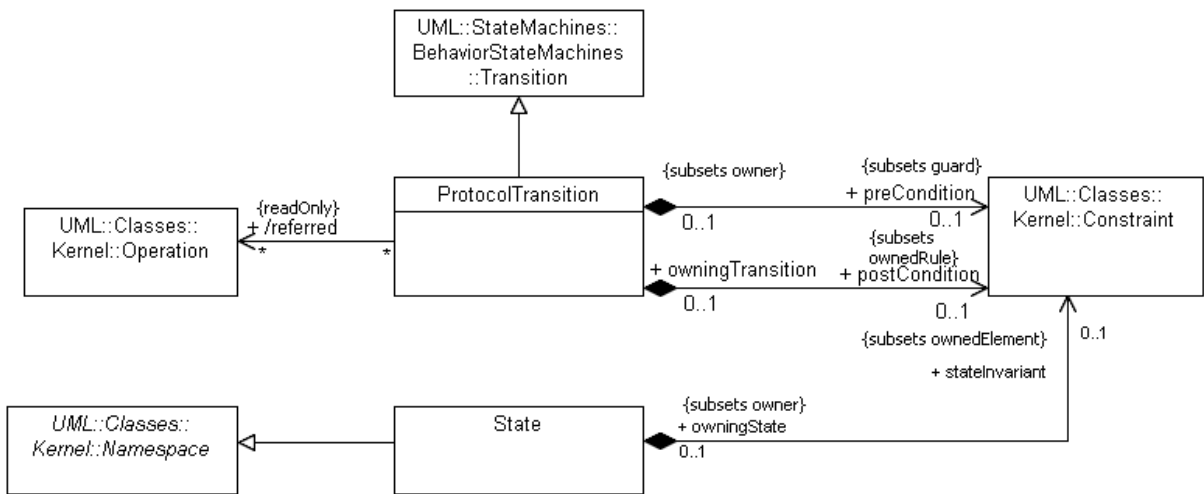 UML::StateMachines::
BehaviorStateMachines
::Transition
{subsets owner}
{subsets guard}
ProtocolTransition
UML::Classes::
Kernel::Constraint
+ preCondition
0..1
0..1
{readOnly}
+ /referred
UML::Classes::
Kernel::Operation
*
*
{subsets
ownedRule}
+ owningTransition
+ postCondition
0..1
0..1
{subsets ownedElement}
0..1
+ stateInvariant
UML::Classes::
Kernel::Namespace
State
{subsets owner}
+ owningState
0..1